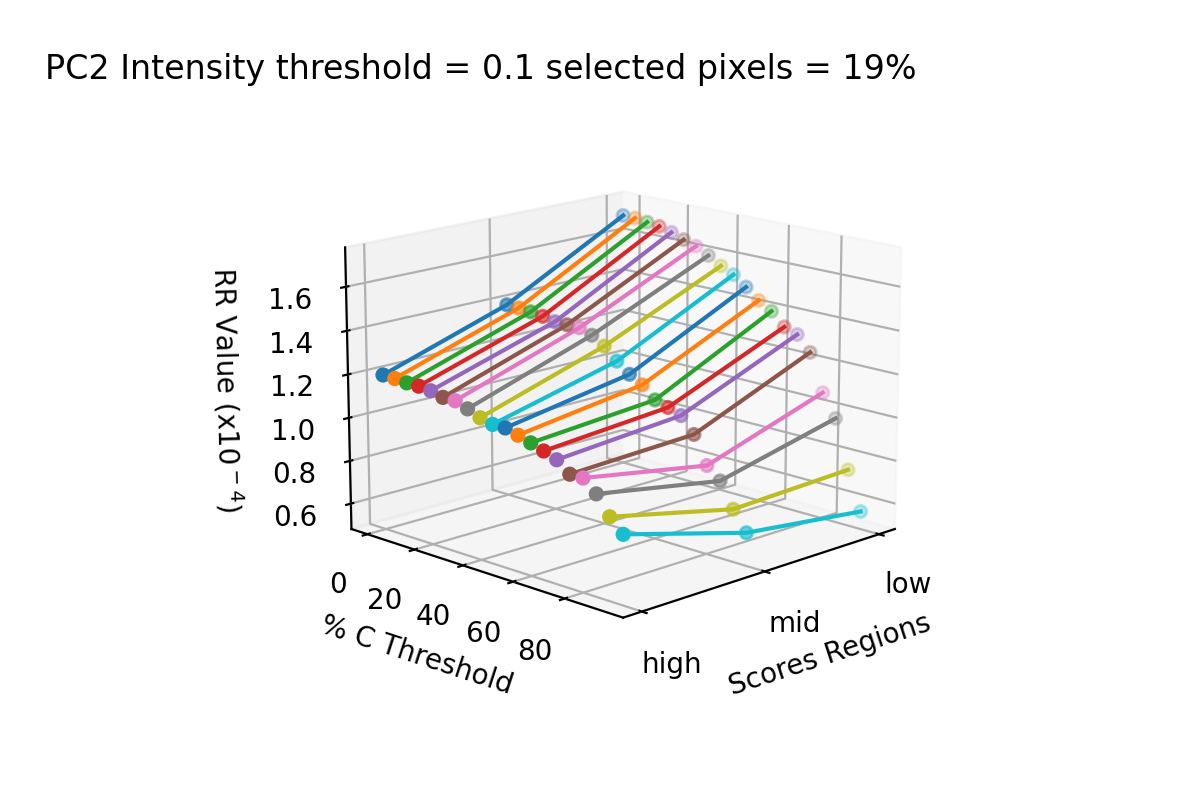 PC2 Intensity threshold = 0.1 selected pixels = 19%
RR Value (x10⁻⁴)
1.6
1.4
1.2
1.0
0.8
0.6
0
20
40
60
80
% C Threshold
high
mid
low
Scores Regions